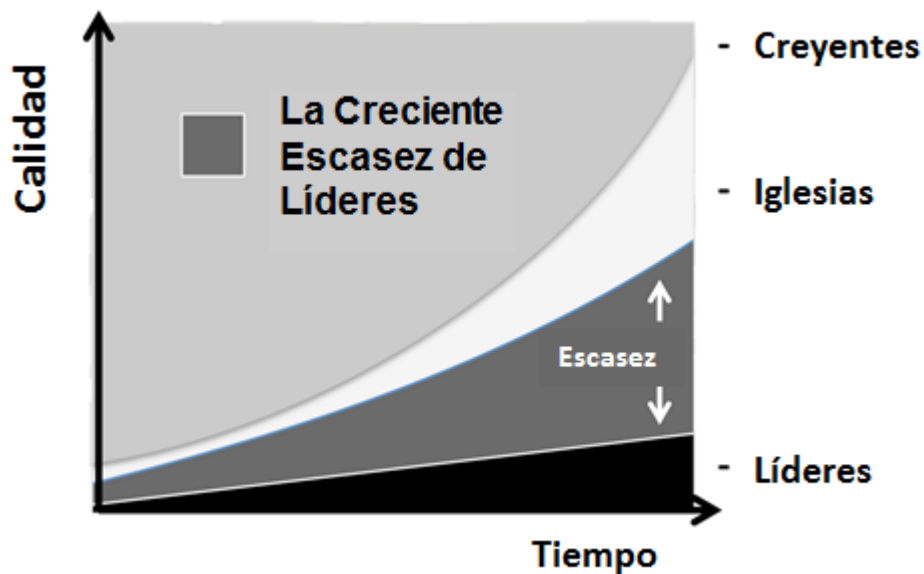 Calidad
La Creciente
Escasez de
Líderes
- Creyentes
- Iglesias
Escasez
- Líderes
Tiempo